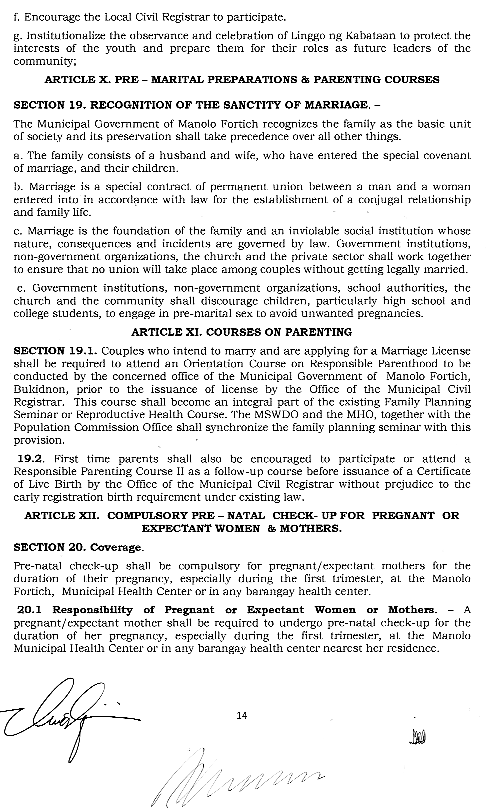 f. Encourage the Local Civil Registrar to participate.
g. Institutionalize the observance and celebration of Linggo ng Kabataan to protect the
interests of the youth and prepare them for their roles as future leaders of the
community;
ARTICLE X. PRE – MARITAL PREPARATIONS & PARENTING COURSES
SECTION 19. RECOGNITION OF THE SANCTITY OF MARRIAGE. –
The Municipal Government of Manolo Fortich recognizes the family as the basic unit
of society and its preservation shall take precedence over all other things.
a. The family consists of a husband and wife, who have entered the special covenant
of marriage, and their children.
b. Marriage is a special contract of permanent union between a man and a woman
entered into in accordance with law for the establishment of a conjugal relationship
and family life.
c. Marriage is the foundation of the family and an inviolable social institution whose
nature, consequences and incidents are governed by law. Government institutions,
non-government organizations, the church and the private sector shall work together
to ensure that no union will take place among couples without getting legally married.
c. Government institutions, non-government organizations, school authorities, the
church and the community shall discourage children, particularly high school and
college students, to engage in pre-marital sex to avoid unwanted pregnancies.
ARTICLE XI. COURSES ON PARENTING
SECTION 19.1. Couples who intend to marry and are applying for a Marriage License
shall be required to attend an Orientation Course on Responsible Parenthood to be
conducted by the concerned office of the Municipal Government of Manolo Fortich,
Bukidnon, prior to the issuance of license by the Office of the Municipal Civil
Registrar. This course shall become an integral part of the existing Family Planning
Seminar or Reproductive Health Course. The MSWDO and the MHO, together with the
Population Commission Office shall synchronize the family planning seminar with this
provision.
19.2. First time parents shall also be encouraged to participate or attend a
Responsible Parenting Course II as a follow-up course before issuance of a Certificate
of Live Birth by the Office of the Municipal Civil Registrar without prejudice to the
early registration birth requirement under existing law.
ARTICLE XII. COMPULSORY PRE – NATAL CHECK- UP FOR PREGNANT OR
EXPECTANT WOMEN & MOTHERS.
SECTION 20. Coverage.
Pre-natal check-up shall be compulsory for pregnant/expectant mothers for the
duration of their pregnancy, especially during the first trimester, at the Manolo
Fortich, Municipal Health Center or in any barangay health center.
20.1 Responsibility of Pregnant or Expectant Women or Mothers. – A
pregnant/expectant mother shall be required to undergo pre-natal check-up for the
duration of her pregnancy, especially during the first trimester, at the Manolo
Municipal Health Center or in any barangay health center nearest her residence.
14